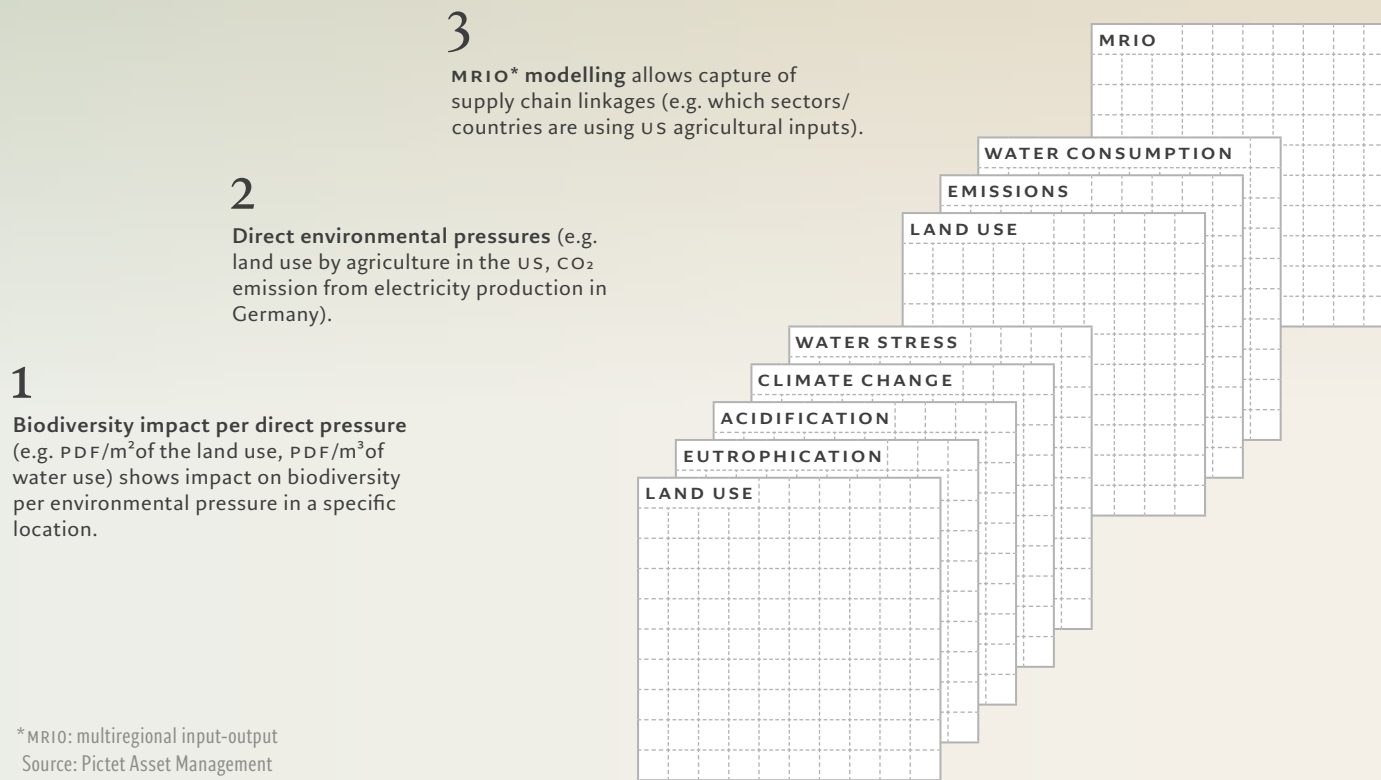 3
MRIO* modelling allows capture of
supply chain linkages (e.g. which sectors/
countries are using US agricultural inputs).
2
Direct environmental pressures (e.g.
land use by agriculture in the US, CO₂
emission from electricity production in
Germany).
1
Biodiversity impact per direct pressure
(e.g. PDF/m²of the land use, PDF/m³of
water use) shows impact on biodiversity
per environmental pressure in a specific
location.
MRIO
WATER CONSUMPTION
EMISSIONS
LAND USE
WATER STRESS
CLIMATE CHANGE
ACIDIFICATION
EUTROPHICATION
LAND USE
*MRIO: multiregional input-output
Source: Pictet Asset Management